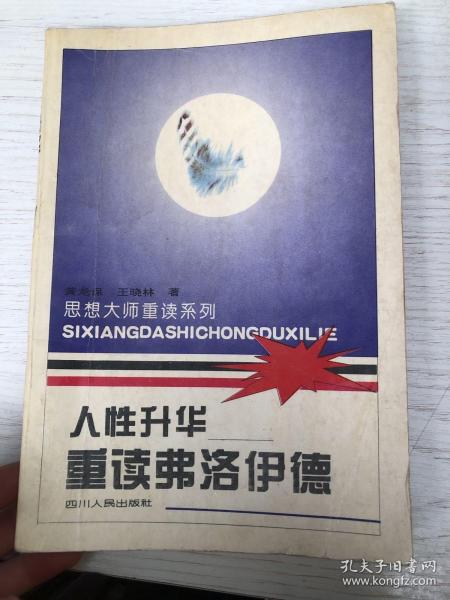 黄龙保 王晓林 著
思想大师重读系列
SIXIANGDASHICHONGDUXILIE
人性升华
重读弗洛伊德
四川人民出版社
孔夫子旧书网
www.kongfz.com